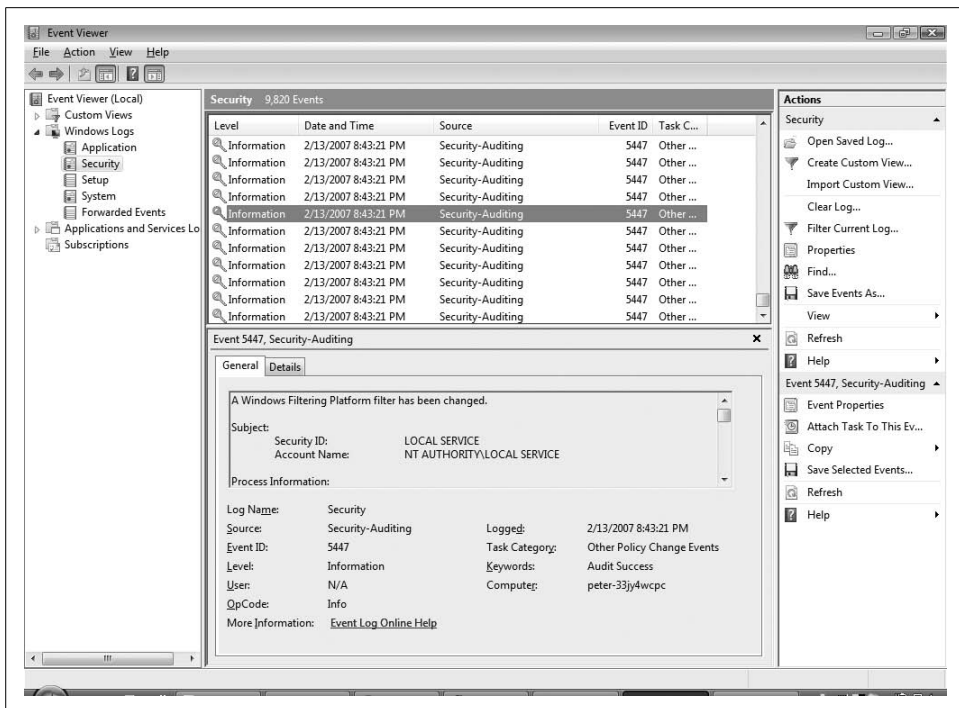 Event Viewer
File Action View Help
Event Viewer (Local)
Custom Views
Windows Logs
Application
Security
Setup
System
Forwarded Events
Applications and Services Lo
Subscriptions
Security 9,820 Events
Level Date and Time Source Event ID Task C...
Information 2/13/2007 8:43:21 PM Security-Auditing 5447 Other ...
Information 2/13/2007 8:43:21 PM Security-Auditing 5447 Other ...
Information 2/13/2007 8:43:21 PM Security-Auditing 5447 Other ...
Information 2/13/2007 8:43:21 PM Security-Auditing 5447 Other ...
Information 2/13/2007 8:43:21 PM Security-Auditing 5447 Other ...
Information 2/13/2007 8:43:21 PM Security-Auditing 5447 Other ...
Information 2/13/2007 8:43:21 PM Security-Auditing 5447 Other ...
Information 2/13/2007 8:43:21 PM Security-Auditing 5447 Other ...
Information 2/13/2007 8:43:21 PM Security-Auditing 5447 Other ...
Information 2/13/2007 8:43:21 PM Security-Auditing 5447 Other ...
Information 2/13/2007 8:43:21 PM Security-Auditing 5447 Other ...
Event 5447, Security-Auditing
General Details
A Windows Filtering Platform filter has been changed.
Subject:
Security ID: LOCAL SERVICE
Account Name: NT AUTHORITY\LOCAL SERVICE
Process Information:
Log Name: Security
Source: Security-Auditing Logged: 2/13/2007 8:43:21 PM
Event ID: 5447 Task Category: Other Policy Change Events
Level: Information Keywords: Audit Success
User: N/A Computer: peter-33jy4wcpc
OpCode: Info
More Information: Event Log Online Help
Actions
Security
Open Saved Log...
Create Custom View...
Import Custom View...
Clear Log...
Filter Current Log...
Properties
Find...
Save Events As...
View
Refresh
Help
Event 5447, Security-Auditing
Event Properties
Attach Task To This Ev...
Copy
Save Selected Events...
Refresh
Help